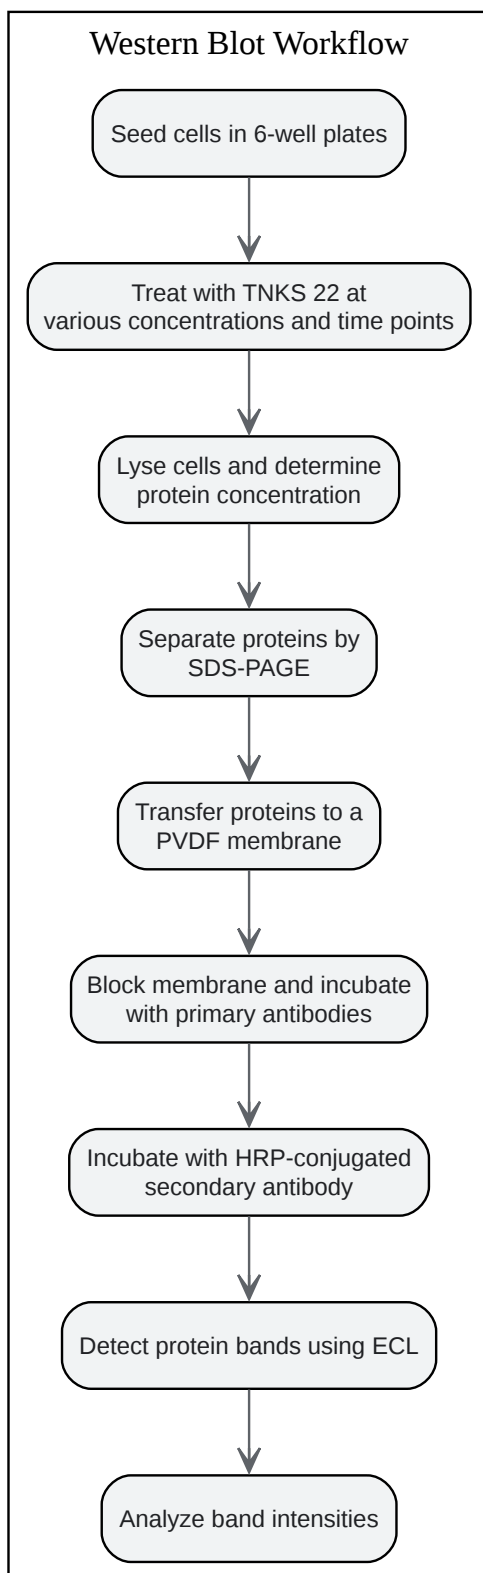 Western Blot Workflow
Seed cells in 6-well plates
Treat with TNKS 22 at
various concentrations and time points
Lyse cells and determine
protein concentration
Separate proteins by
SDS-PAGE
Transfer proteins to a
PVDF membrane
Block membrane and incubate
with primary antibodies
Incubate with HRP-conjugated
secondary antibody
Detect protein bands using ECL
Analyze band intensities